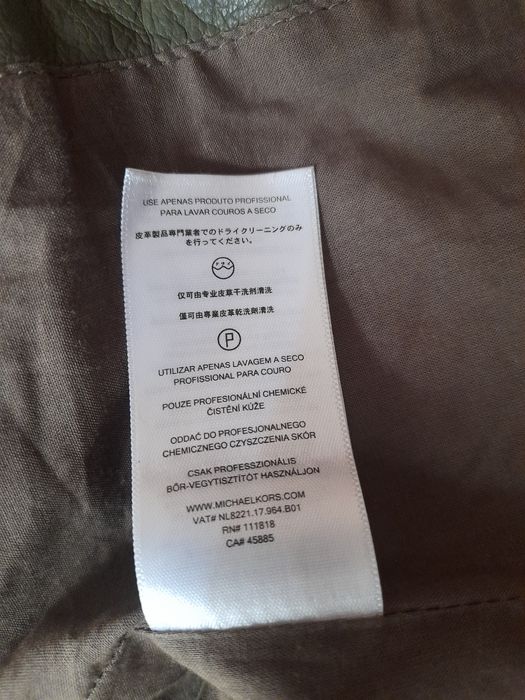 USE APENAS PRODUTO PROFISSIONAL
PARA LAVAR COUROS A SECO
皮革製品専門業者でのドライクリーニングのみ
を行ってください。
仅可由专业皮草干洗剂清洗
僅可由專業皮革乾洗劑清洗
P
UTILIZAR APENAS LAVAGEM A SECO
PROFISSIONAL PARA COURO
POUZE PROFESIONÁLNÍ CHEMICKÉ
ČISTĚNÍ KŮŽE
ODDAĆ DO PROFESJONALNEGO
CHEMICZNEGO CZYSZCZENIA SKÓR
CSAK PROFESSZIONÁLIS
BŐR-VEGYTISZTÍTÓT HASZNÁLJON
WWW.MICHAELKORS.COM
VAT# NL8221.17.964.B01
RN# 111818
CA# 45885